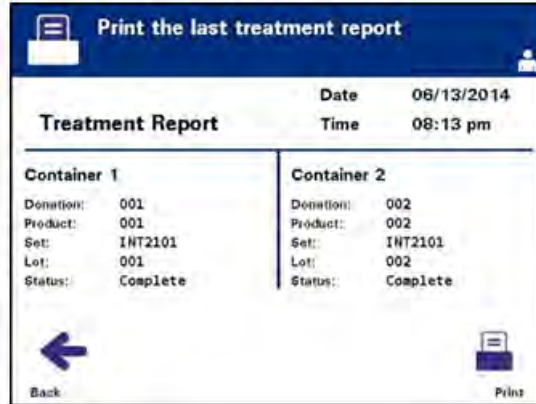 Print the last treatment report
Date 06/13/2014
Treatment Report Time 08:13 pm
Container 1
Donation: 001
Product: 001
Set: INT2101
Lot: 001
Status: Complete
Container 2
Donation: 002
Product: 002
Set: INT2101
Lot: 002
Status: Complete
Back
Print